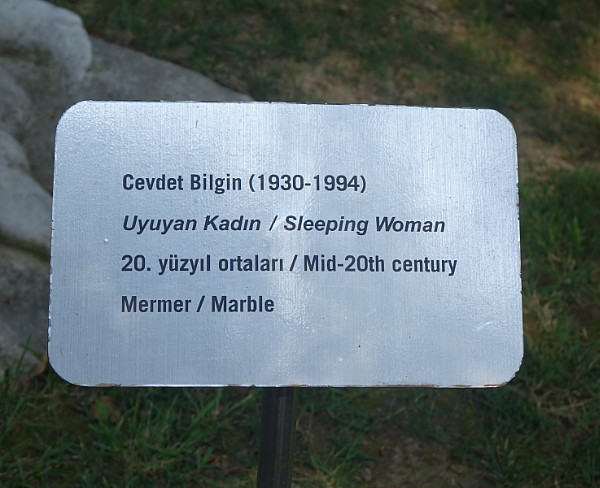 Cevdet Bilgin (1930-1994)
Uyuyan Kadın / Sleeping Woman
20. yüzyıl ortaları / Mid-20th century
Mermer / Marble